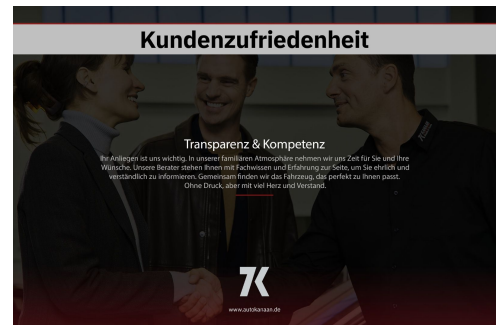 Kundenzufriedenheit
Transparenz & Kompetenz
Ihr Anliegen ist uns wichtig. In unserer familiären Atmosphäre nehmen wir uns Zeit für Sie und Ihre
Wünsche. Unsere Berater stehen Ihnen mit Fachwissen und Erfahrung zur Seite, um Sie ehrlich und
verständlich zu informieren. Gemeinsam finden wir das Fahrzeug, das perfekt zu Ihnen passt.
Ohne Druck, aber mit viel Herz und Verstand.
www.autokanaan.de